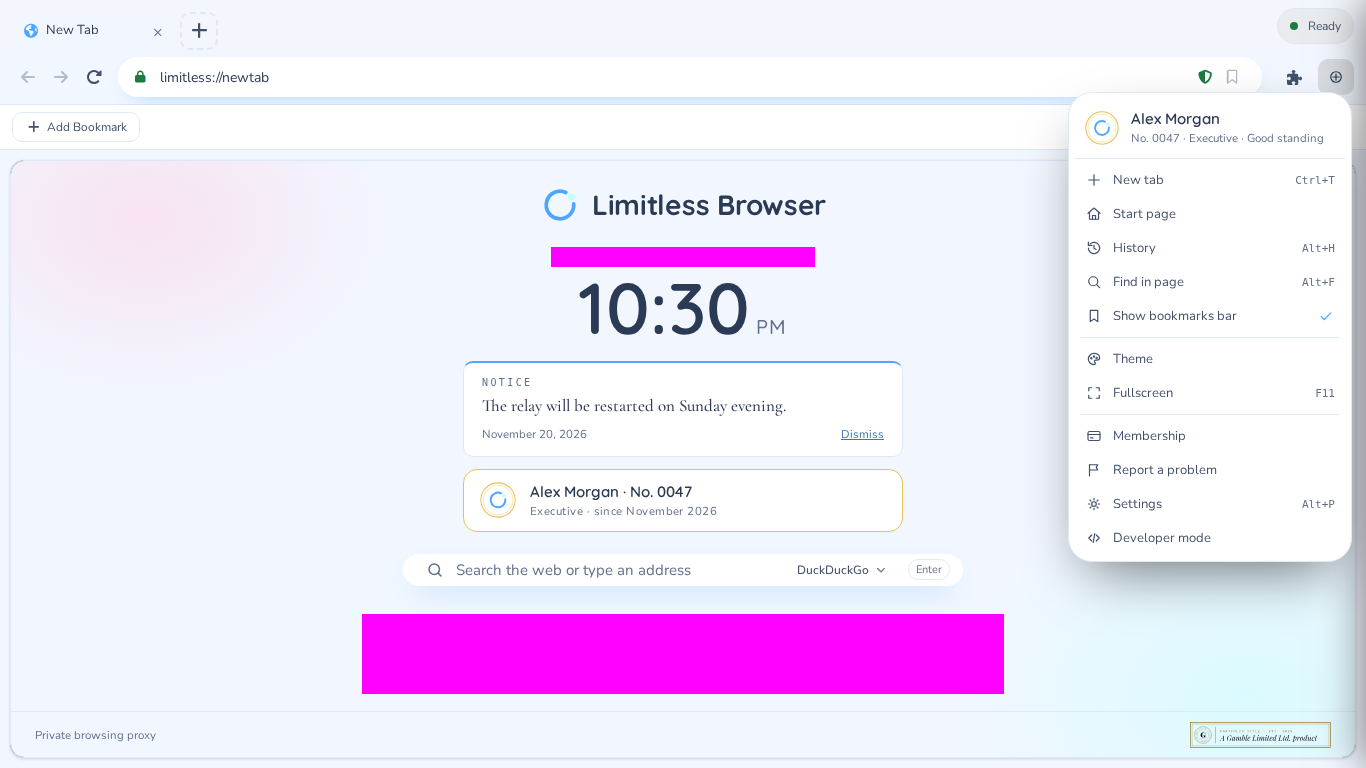 New Tab
Ready
limitless://newtab
Add Bookmark
Limitless Browser
10:30 PM
NOTICE
The relay will be restarted on Sunday evening.
November 20, 2026
Dismiss
Alex Morgan · No. 0047
Executive · since November 2026
Search the web or type an address
DuckDuckGo
Enter
Private browsing proxy
G
A Gamble Limited Ltd. product
Alex Morgan
No. 0047 · Executive · Good standing
New tab Ctrl+T
Start page
History Alt+H
Find in page Alt+F
Show bookmarks bar
Theme
Fullscreen F11
Membership
Report a problem
Settings Alt+P
Developer mode